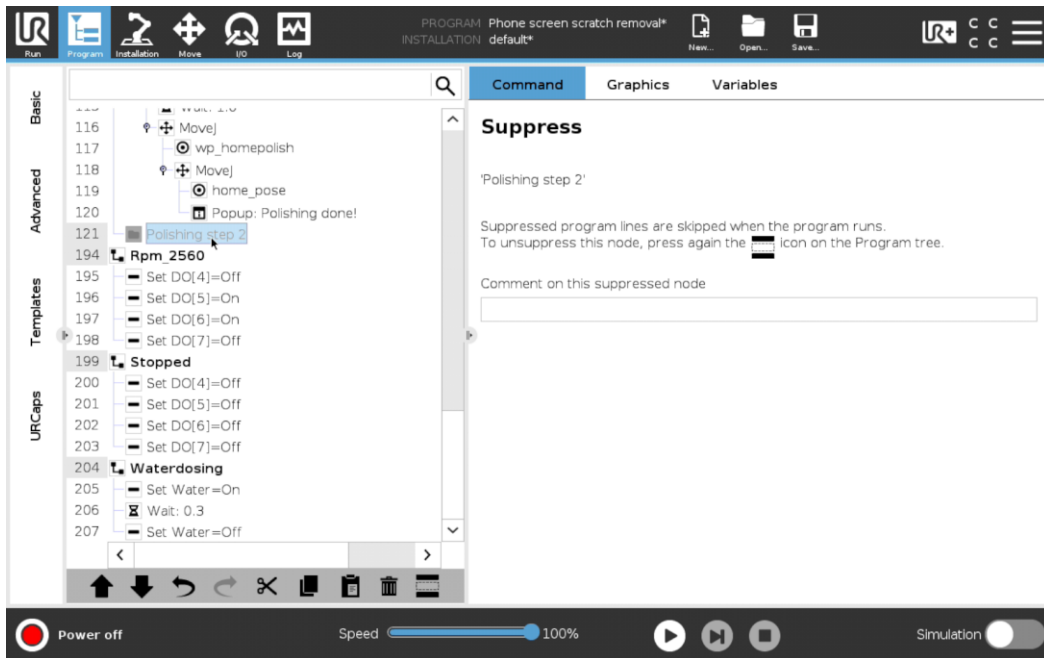 UR
Run
Program
Installation
Move
I/O
Log
PROGRAM Phone screen scratch removal*
INSTALLATION default*
New...
Open...
Save...
UR+
C C
C C
Basic
Advanced
Templates
URCaps
115 Wait: 1.0
116 MoveJ
117 wp_homepolish
118 MoveJ
119 home_pose
120 Popup: Polishing done!
121 Polishing step 2
194 Rpm_2560
195 Set DO[4]=Off
196 Set DO[5]=On
197 Set DO[6]=On
198 Set DO[7]=Off
199 Stopped
200 Set DO[4]=Off
201 Set DO[5]=Off
202 Set DO[6]=Off
203 Set DO[7]=Off
204 Waterdosing
205 Set Water=On
206 Wait: 0.3
207 Set Water=Off
Command Graphics Variables
Suppress
'Polishing step 2'
Suppressed program lines are skipped when the program runs.
To unsuppress this node, press again the icon on the Program tree.
Comment on this suppressed node
Power off
Speed 100%
Simulation